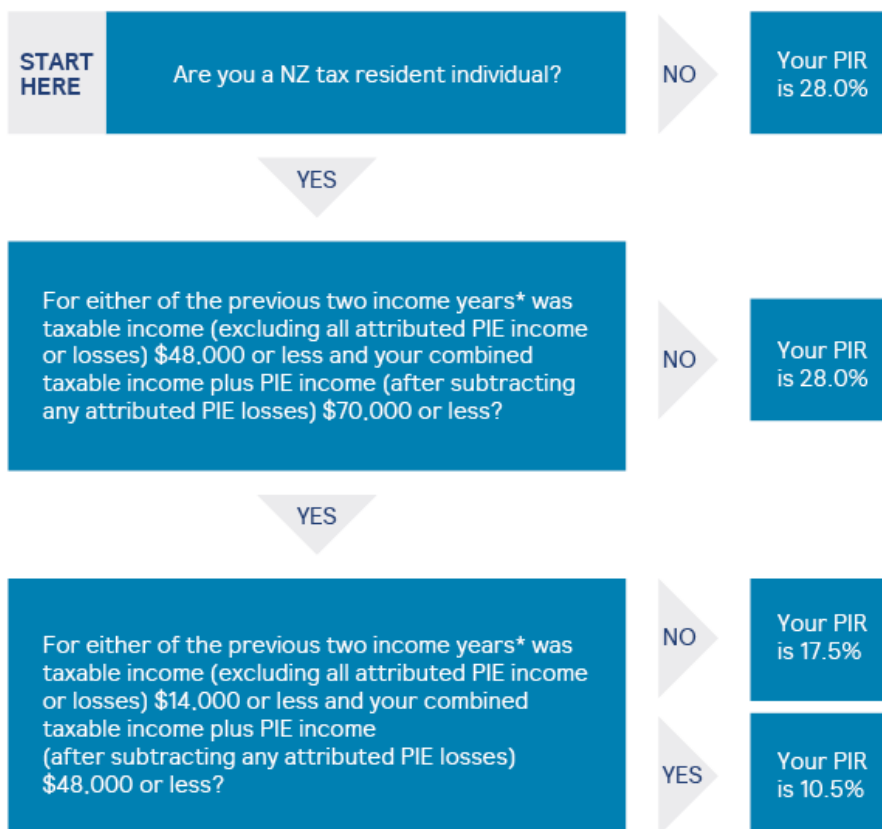 START
HERE
Are you a NZ tax resident individual?
NO
Your PIR
is 28.0%
YES
For either of the previous two income years* was
taxable income (excluding all attributed PIE income
or losses) $48,000 or less and your combined
taxable income plus PIE income (after subtracting
any attributed PIE losses) $70,000 or less?
NO
Your PIR
is 28.0%
YES
For either of the previous two income years* was
taxable income (excluding all attributed PIE income
or losses) $14,000 or less and your combined
taxable income plus PIE income
(after subtracting any attributed PIE losses)
$48,000 or less?
NO
Your PIR
is 17.5%
YES
Your PIR
is 10.5%